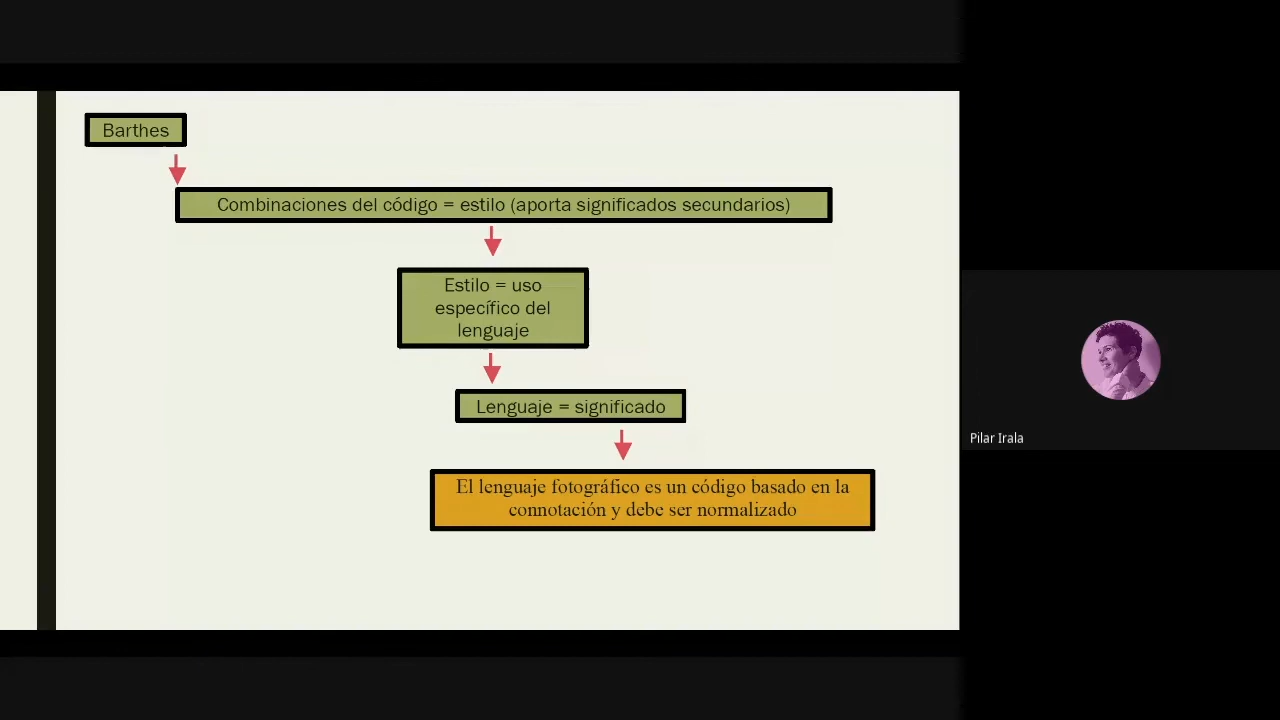 Barthes
Combinaciones del código = estilo (aporta significados secundarios)
Estilo = uso
específico del
lenguaje
Lenguaje = significado
Pilar Irala
El lenguaje fotográfico es un código basado en la
connotación y debe ser normalizado